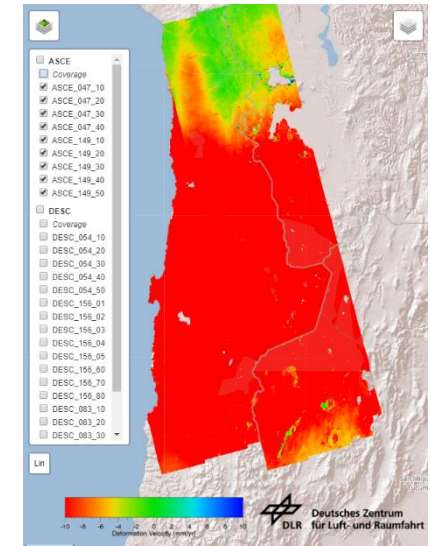 ASCE
Coverage
ASCE_047_10
ASCE_047_20
ASCE_047_30
ASCE_047_40
ASCE_149_10
ASCE_149_20
ASCE_149_30
ASCE_149_40
ASCE_149_50
DESC
Coverage
DESC_054_10
DESC_054_20
DESC_054_30
DESC_054_40
DESC_054_50
DESC_156_01
DESC_156_02
DESC_156_03
DESC_156_04
DESC_156_05
DESC_156_60
DESC_156_70
DESC_156_80
DESC_083_10
DESC_083_20
DESC_083_30
Lin
-10 -8 -6 -4 -2 0 2 4 6 8 10
Deformation Velocity [mm/yr]
DLR
Deutsches Zentrum
für Luft- und Raumfahrt